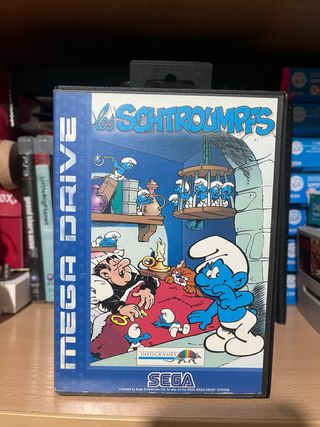 Les SCHTROUMPFS
MEGA DRIVE
INFOGRAMES
SEGA